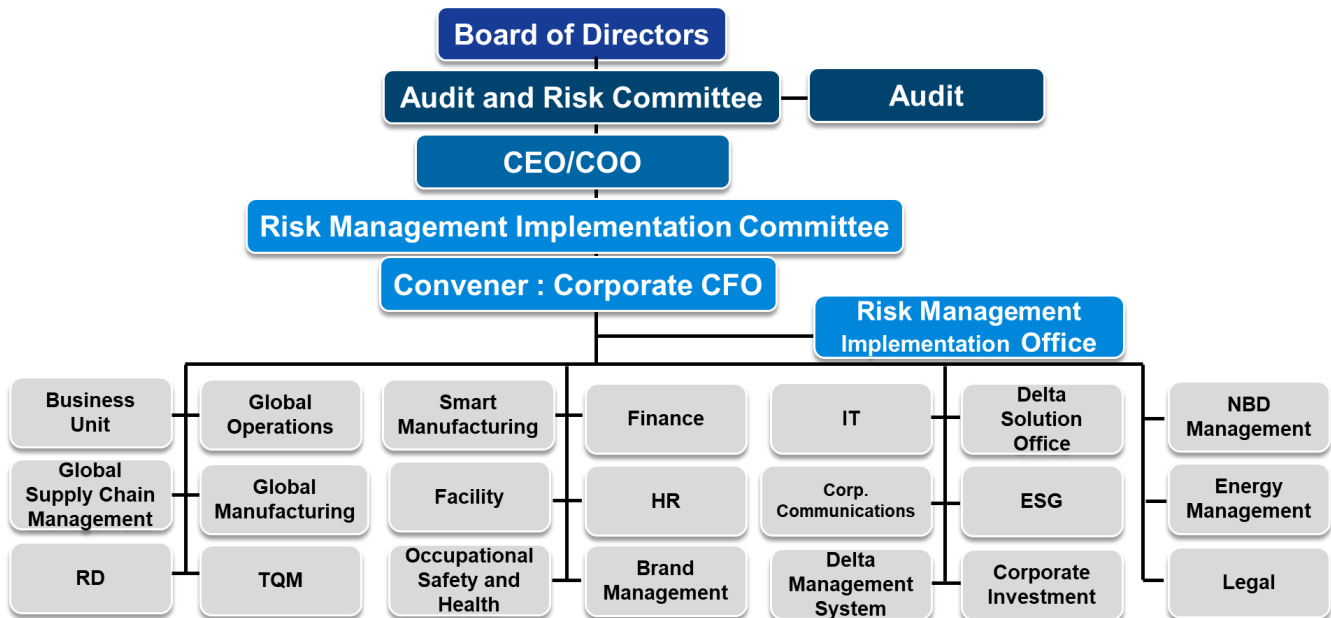 Board of Directors
Audit and Risk Committee
Audit
CEO/COO
Risk Management Implementation Committee
Convener : Corporate CFO
Risk Management
Implementation Office
Business
Unit
Global
Operations
Smart
Manufacturing
Finance
IT
Delta
Solution
Office
NBD
Management
Global
Supply Chain
Management
Global
Manufacturing
Facility
HR
Corp.
Communications
ESG
Energy
Management
RD
TQM
Occupational
Safety and
Health
Brand
Management
Delta
Management
System
Corporate
Investment
Legal